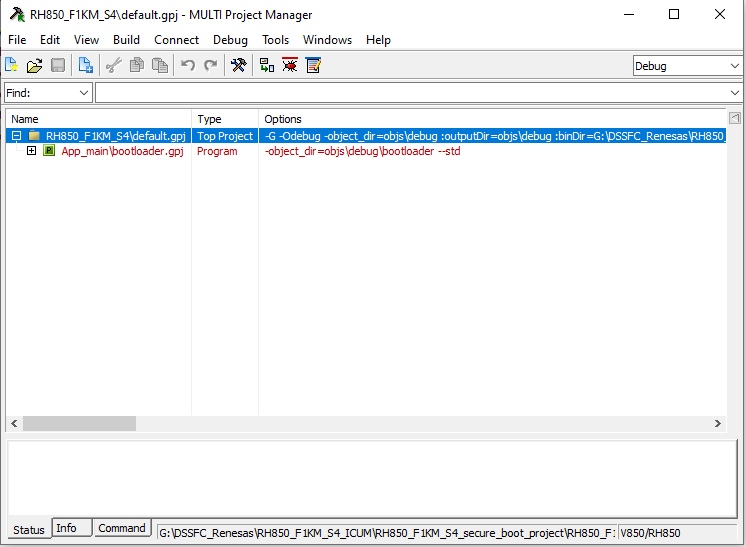 RH850_F1KM_S4\default.gpj - MULTI Project Manager
File Edit View Build Connect Debug Tools Windows Help
Debug
Find:
Name Type Options
RH850_F1KM_S4\default.gpj Top Project -G -Odebug -object_dir=objs\debug :outputDir=objs\debug :binDir=G:\DSSFC_Renesas\RH850_
App_main\bootloader.gpj Program -object_dir=objs\debug\bootloader --std
Status Info Command G:\DSSFC_Renesas\RH850_F1KM_S4_ICUM\RH850_F1KM_S4_secure_boot_project\RH850_F1 V850/RH850